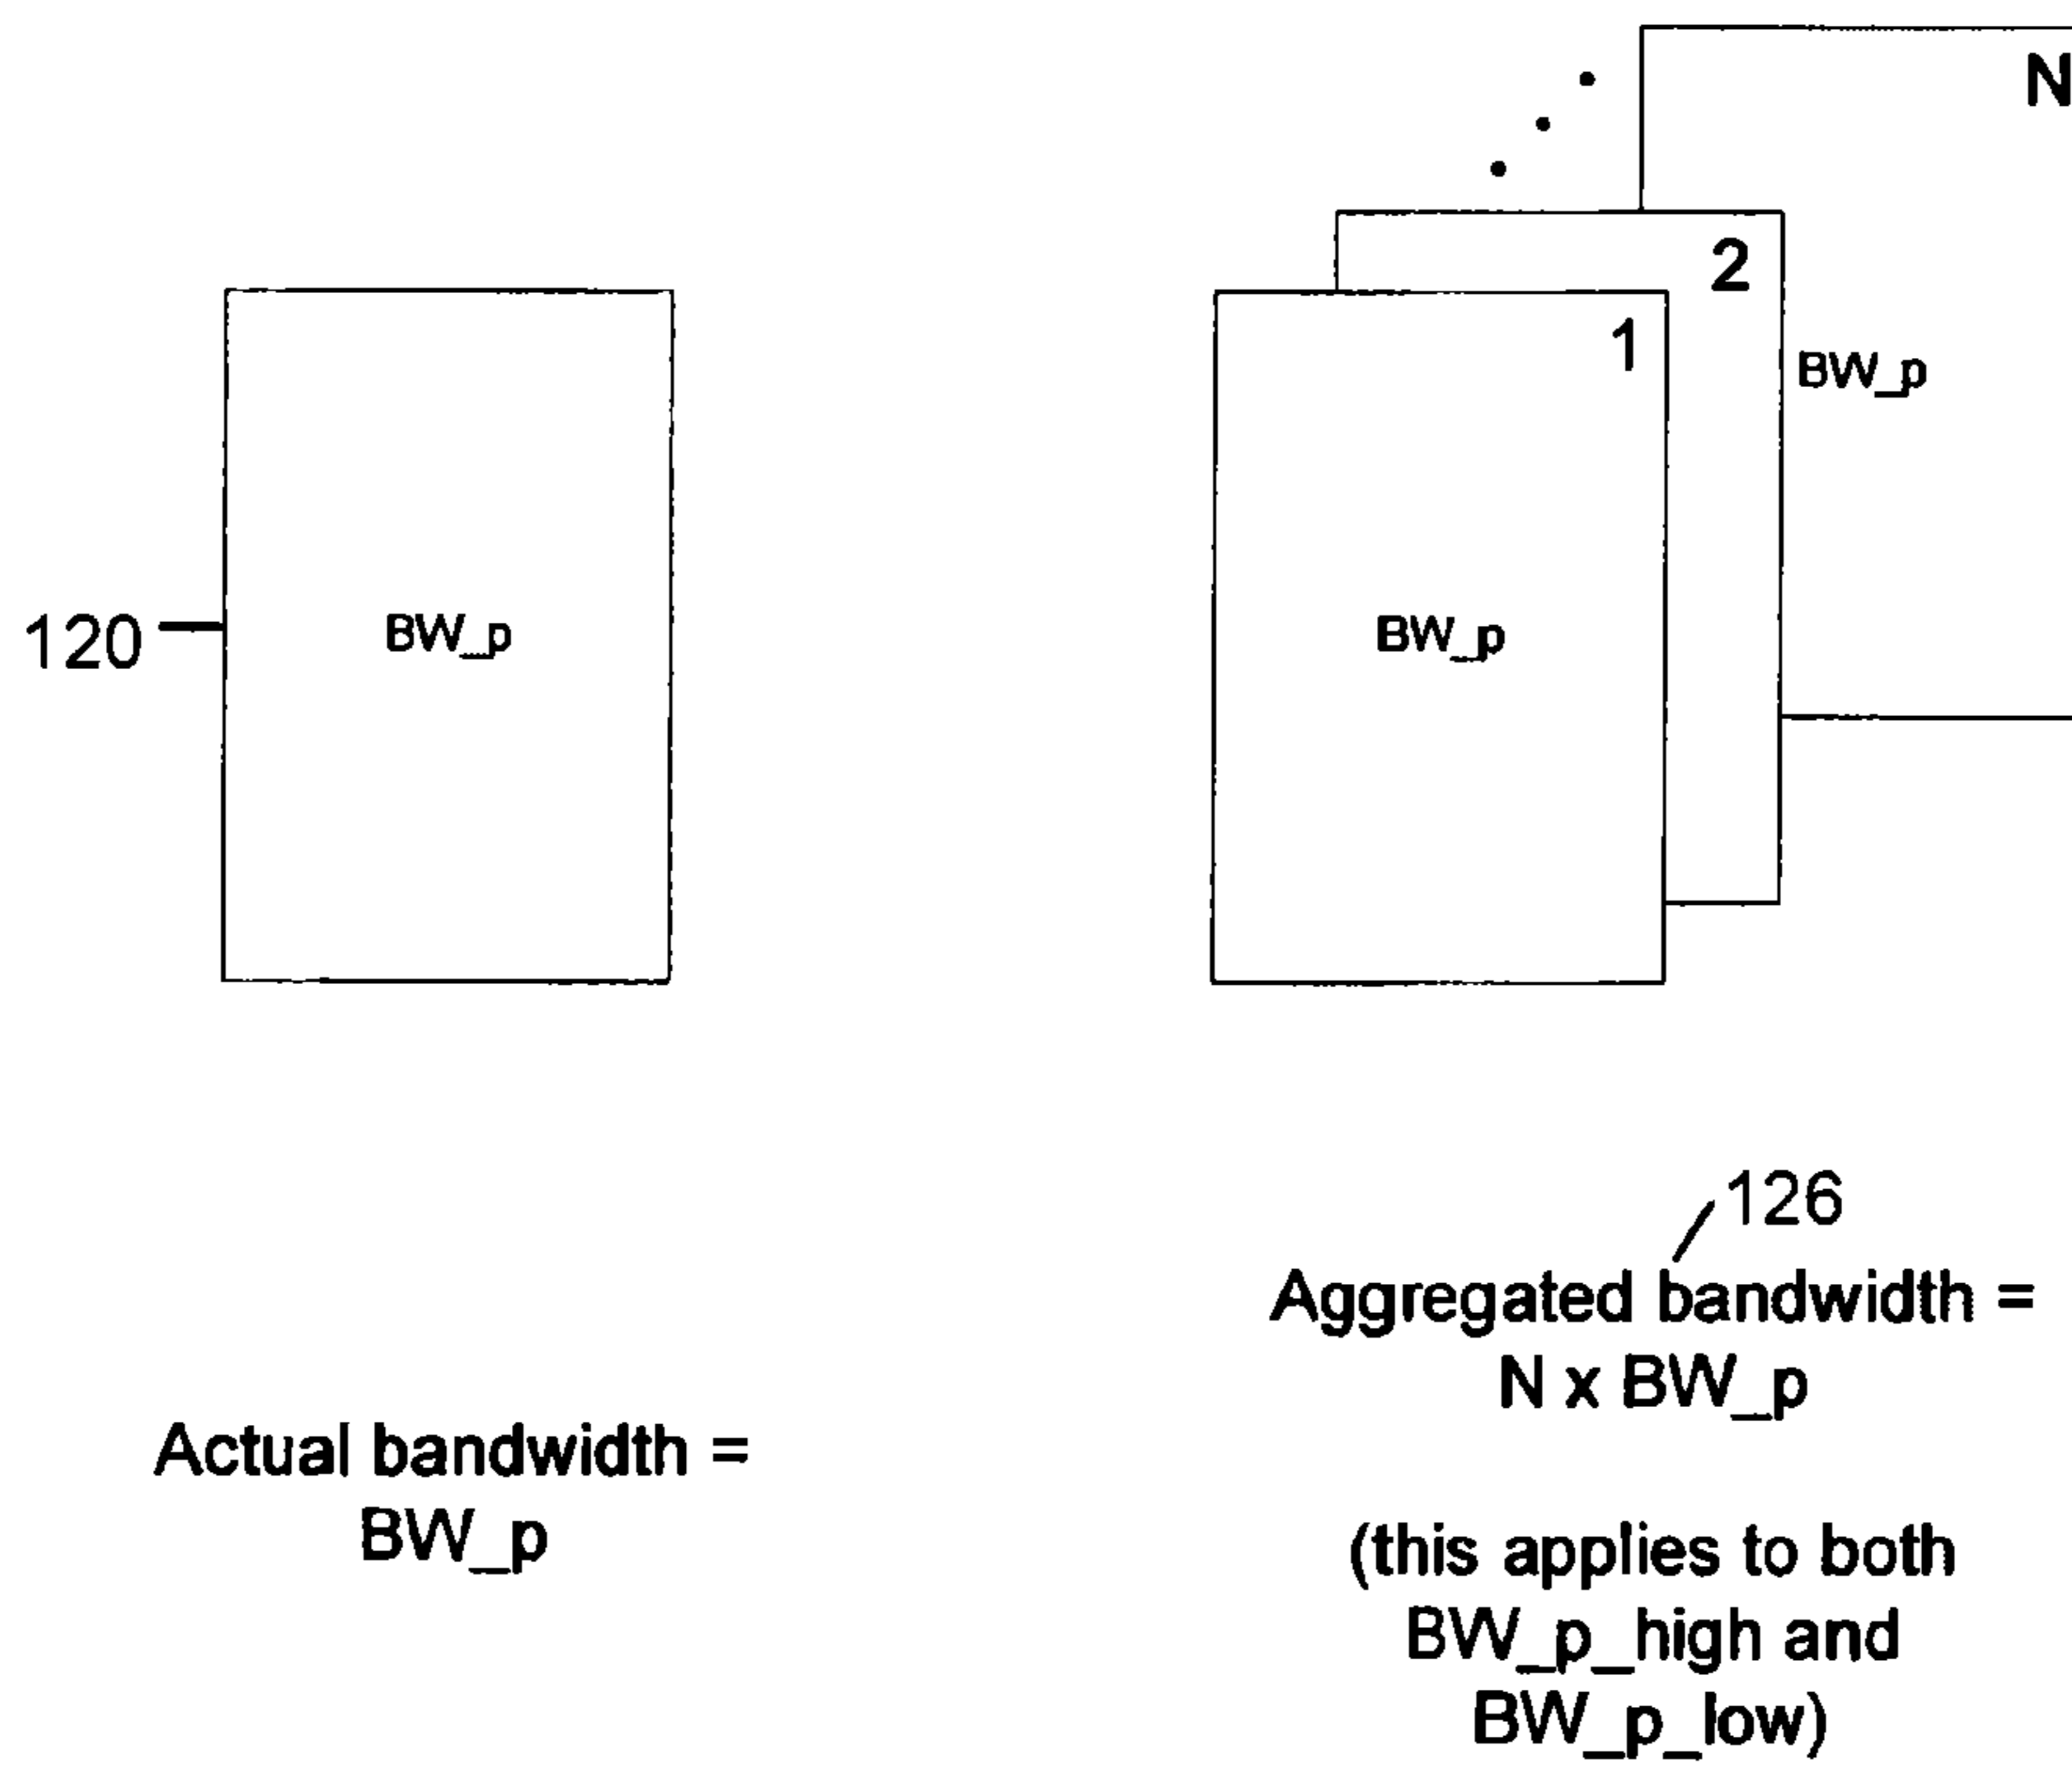 N
2
1
BW_p
120
BW_p
BW_p
126
Aggregated bandwidth =
N x BW_p
Actual bandwidth =
BW_p
(this applies to both
BW_p_high and
BW_p_low)